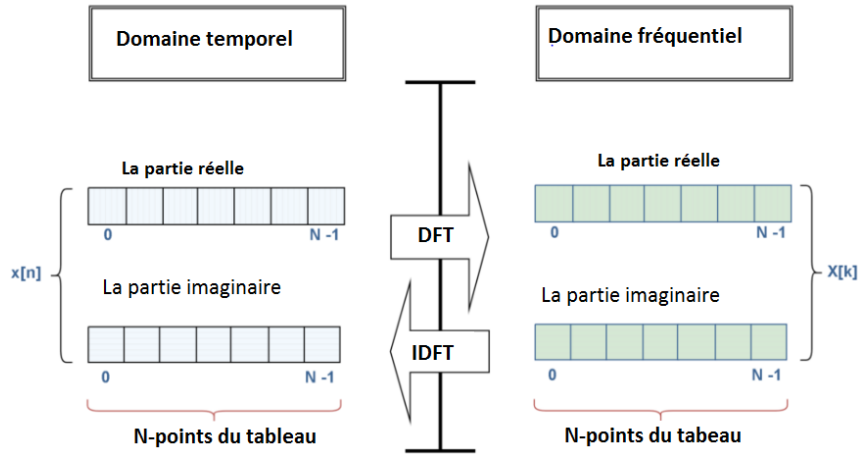 Domaine temporel
Domaine fréquentiel
La partie réelle
0 N -1
x[n]
La partie imaginaire
0 N -1
N-points du tableau
DFT
IDFT
La partie réelle
0 N -1
X[k]
La partie imaginaire
0 N -1
N-points du tabeau